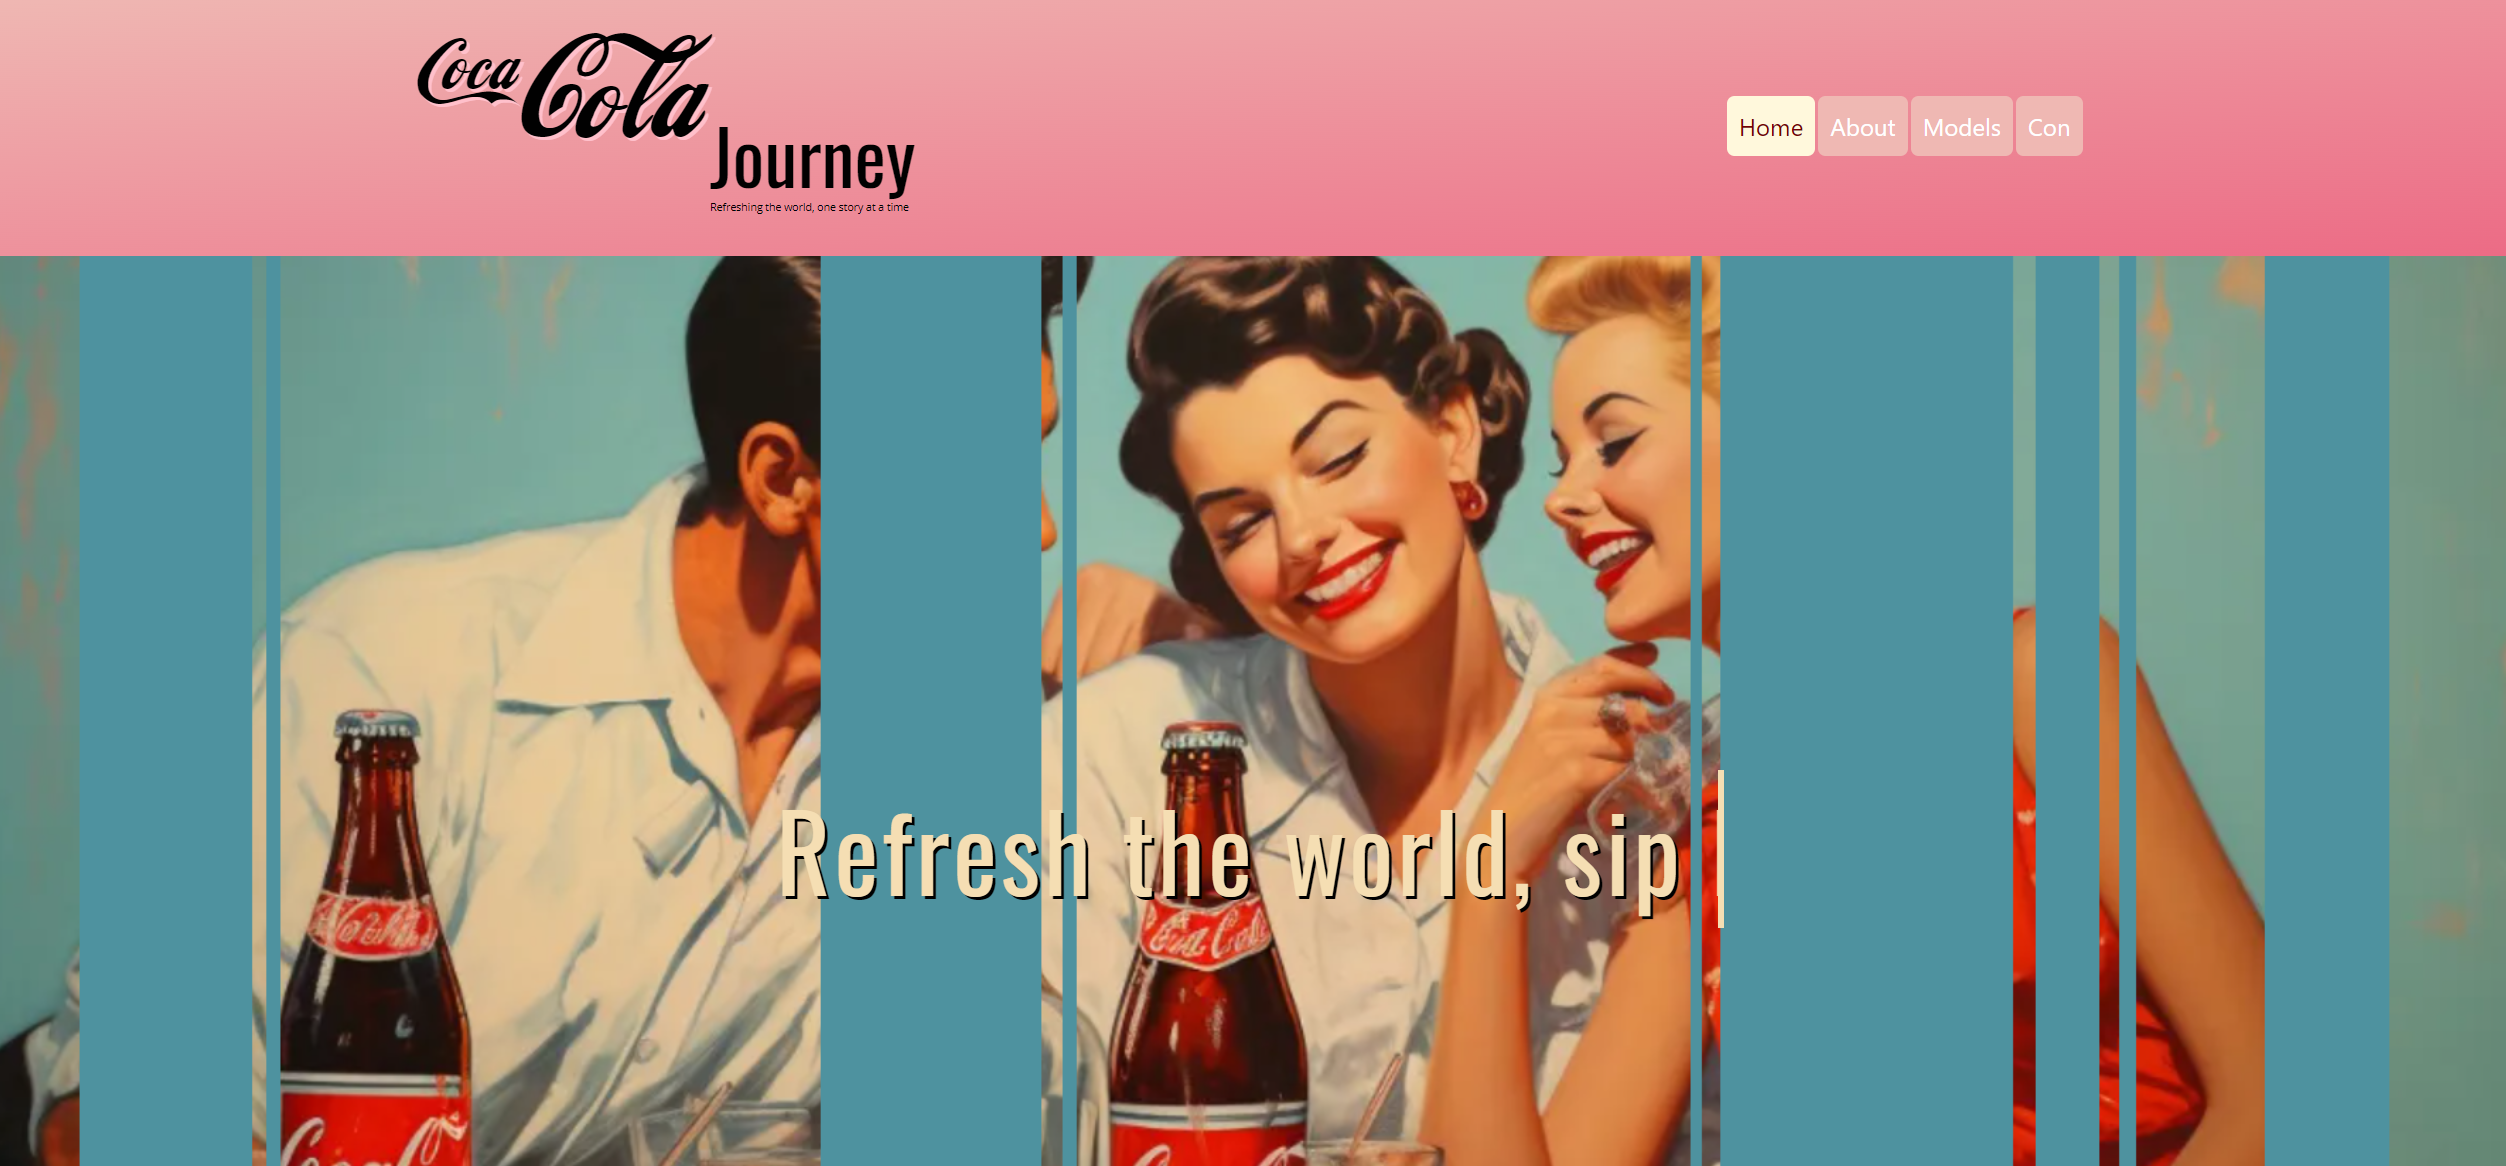 Coca Cola
Journey
Refreshing the world, one story at a time
Home
About
Models
Con
Refresh the world, sip